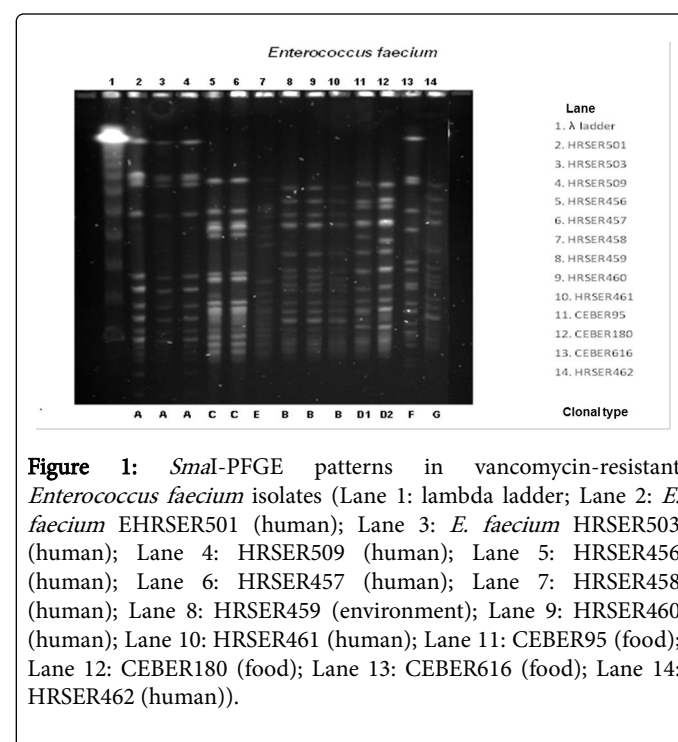 Enterococcus faecium
1 2 3 4 5 6 7 8 9 10 11 12 13 14
Lane
1. λ ladder
2. HRSER501
3. HRSER503
4. HRSER509
5. HRSER456
6. HRSER457
7. HRSER458
8. HRSER459
9. HRSER460
10. HRSER461
11. CEBER95
12. CEBER180
13. CEBER616
14. HRSER462
A A A C C E B B B D1 D2 F G
Clonal type
Figure 1: SmaI-PFGE patterns in vancomycin-resistant
Enterococcus faecium isolates (Lane 1: lambda ladder; Lane 2: E.
faecium EHRSER501 (human); Lane 3: E. faecium HRSER503
(human); Lane 4: HRSER509 (human); Lane 5: HRSER456
(human); Lane 6: HRSER457 (human); Lane 7: HRSER458
(human); Lane 8: HRSER459 (environment); Lane 9: HRSER460
(human); Lane 10: HRSER461 (human); Lane 11: CEBER95 (food);
Lane 12: CEBER180 (food); Lane 13: CEBER616 (food); Lane 14:
HRSER462 (human)).